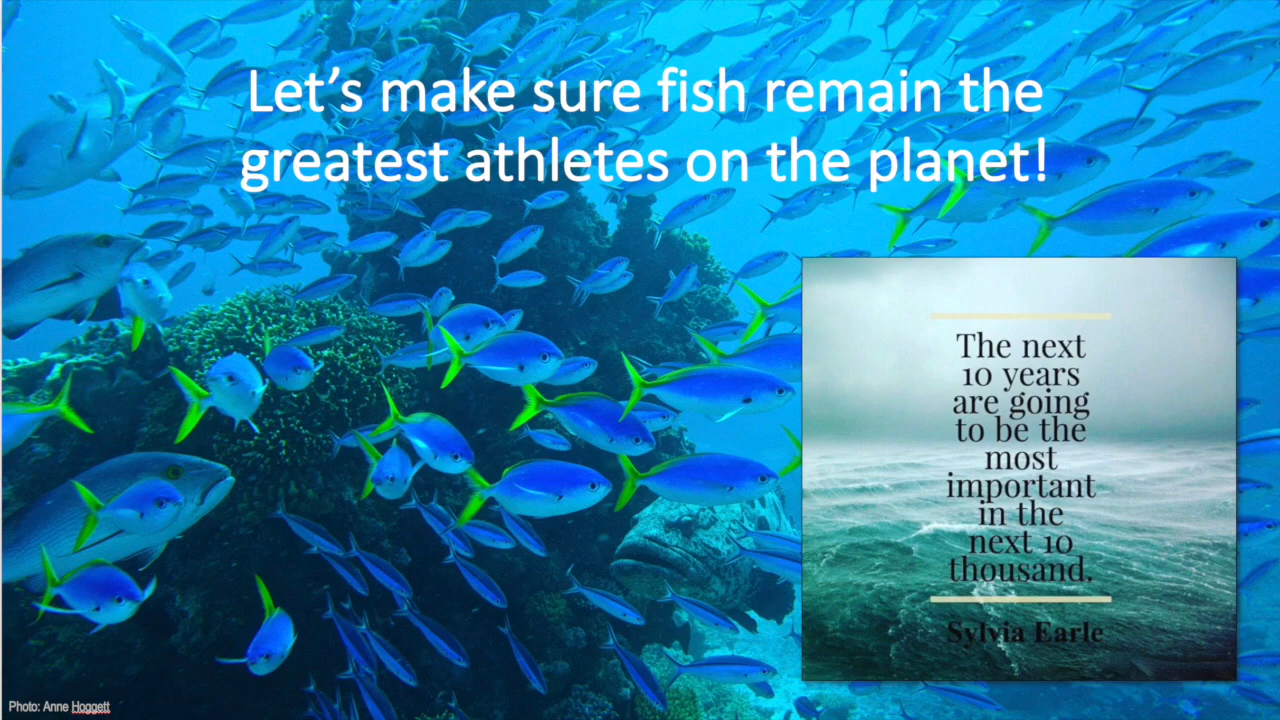 Let’s make sure fish remain the
greatest athletes on the planet!
The next
10 years
are going
to be the
most
important
in the
next 10
thousand.
Sylvia Earle
Photo: Anne Hoggett